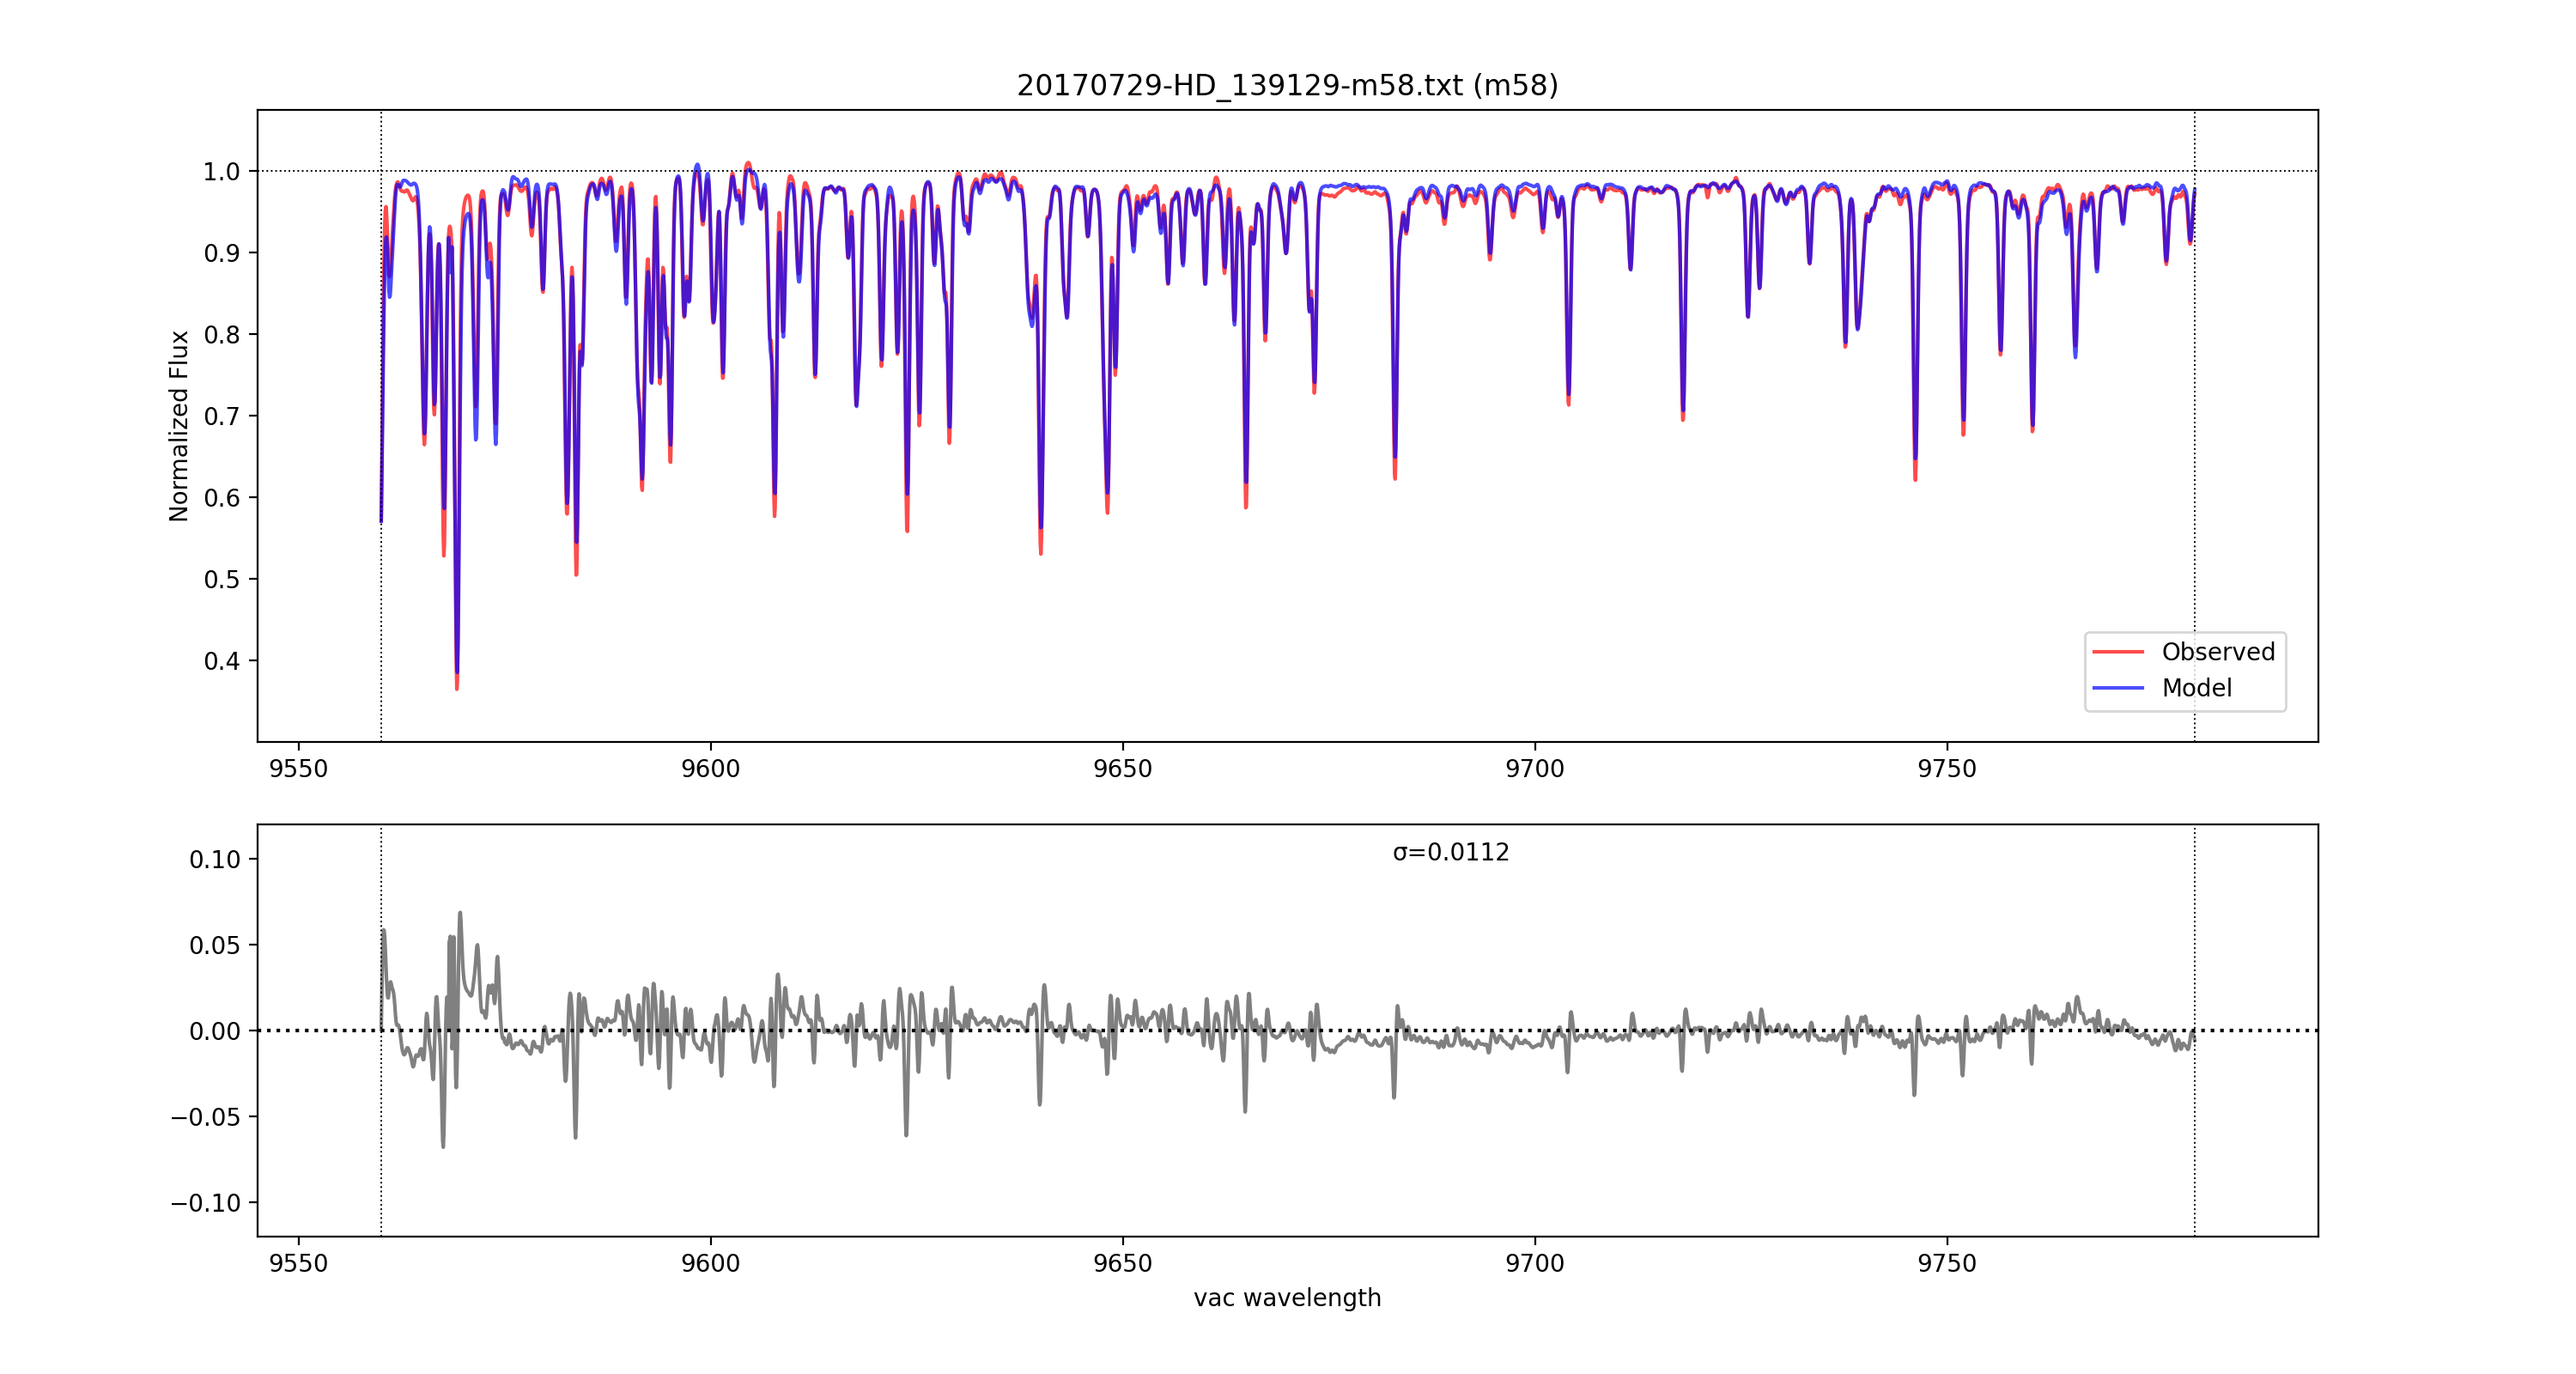 20170729-HD_139129-m58.txt (m58)
Normalized Flux
1.0
0.9
0.8
0.7
0.6
0.5
0.4
Observed
Model
9550 9600 9650 9700 9750
σ=0.0112
0.10
0.05
0.00
−0.05
−0.10
9550 9600 9650 9700 9750
vac wavelength